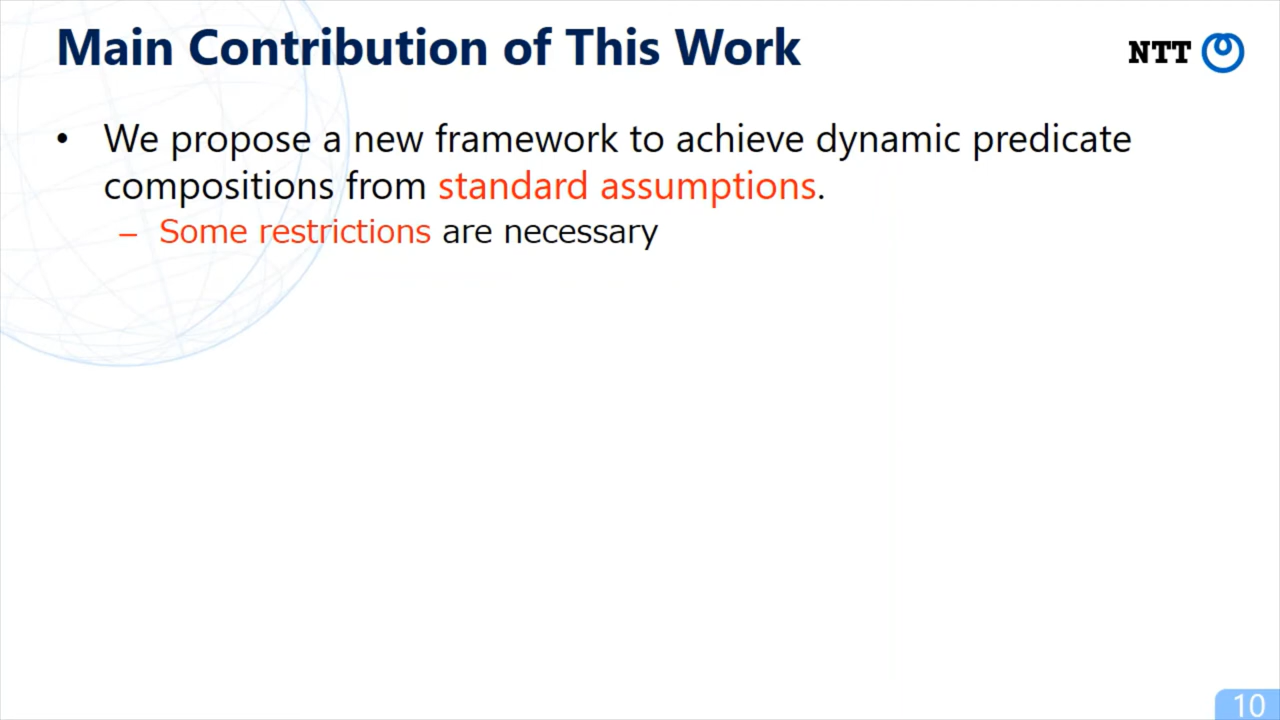 Main Contribution of This Work
NTT
• We propose a new framework to achieve dynamic predicate
compositions from standard assumptions.
– Some restrictions are necessary
10